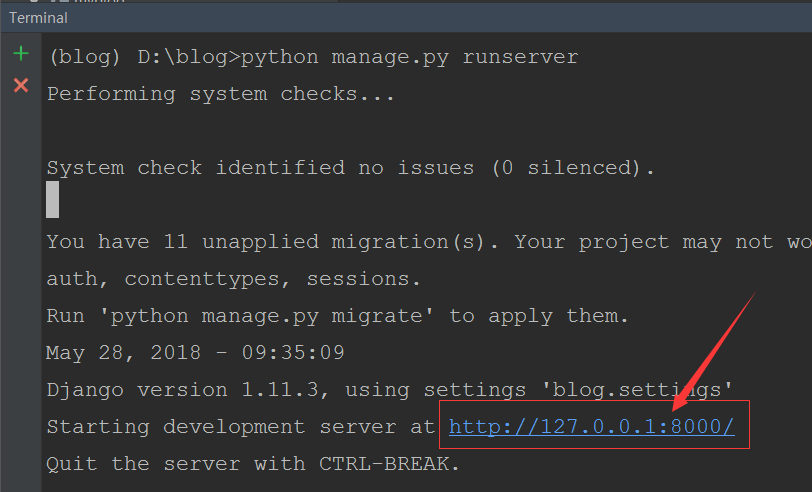 Terminal
(blog) D:\blog>python manage.py runserver
Performing system checks...
System check identified no issues (0 silenced).
You have 11 unapplied migration(s). Your project may not wo
auth, contenttypes, sessions.
Run 'python manage.py migrate' to apply them.
May 28, 2018 - 09:35:09
Django version 1.11.3, using settings 'blog.settings'
Starting development server at http://127.0.0.1:8000/
Quit the server with CTRL-BREAK.